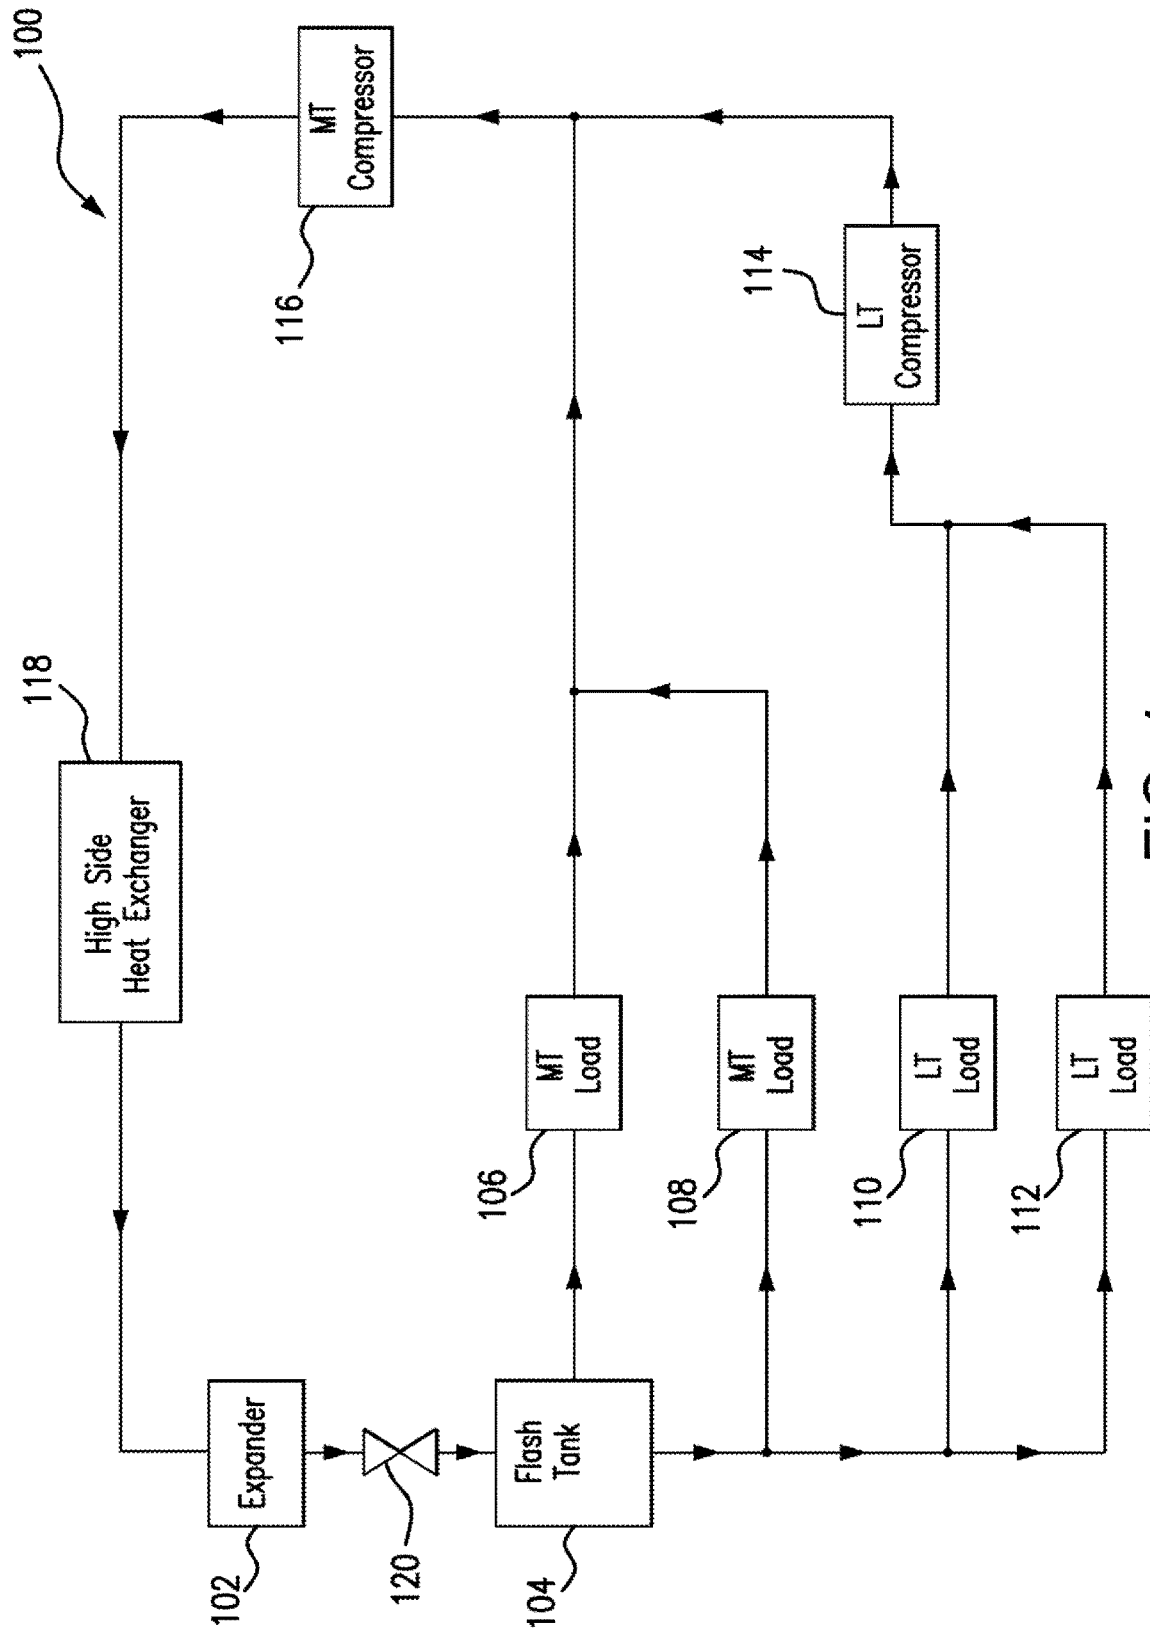 100
118
High Side
Heat Exchanger
102
Expander
116
MT
Compressor
120
104
Flash
Tank
106
MT
Load
108
MT
Load
114
LT
Compressor
110
LT
Load
112
LT
Load